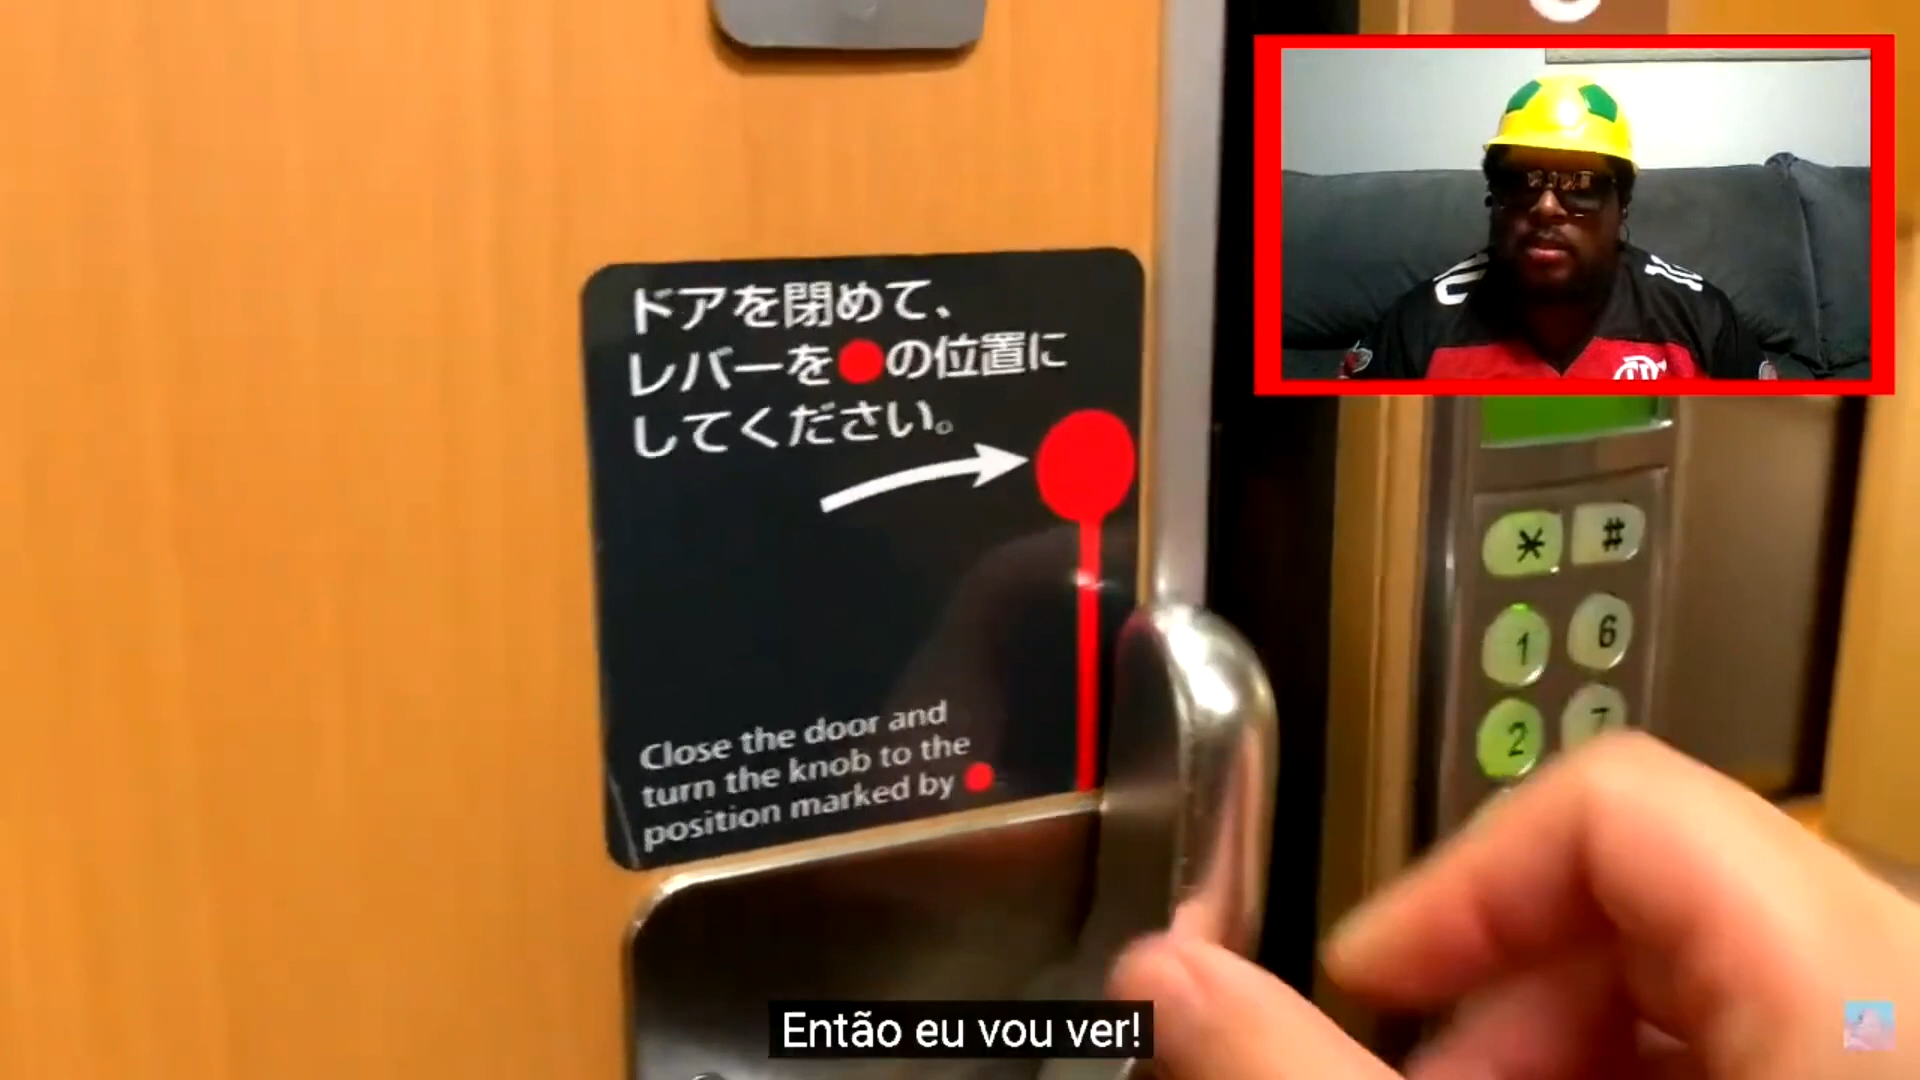 ドアを閉めて、
レバーを●の位置に
してください。
Close the door and
turn the knob to the
position marked by ●
* #
1 6
2 7
10
Então eu vou ver!